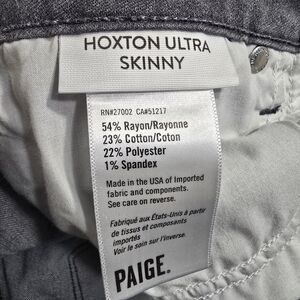 HOXTON ULTRA
SKINNY
RN#27002 CA#51217
54% Rayon/Rayonne
23% Cotton/Coton
22% Polyester
1% Spandex
Made in the USA of Imported
fabric and components.
See care on reverse.
Fabriqué aux États-Unis à partir
de tissus et composants
importés
Voir le soin sur l'inverse.
PAIGE.